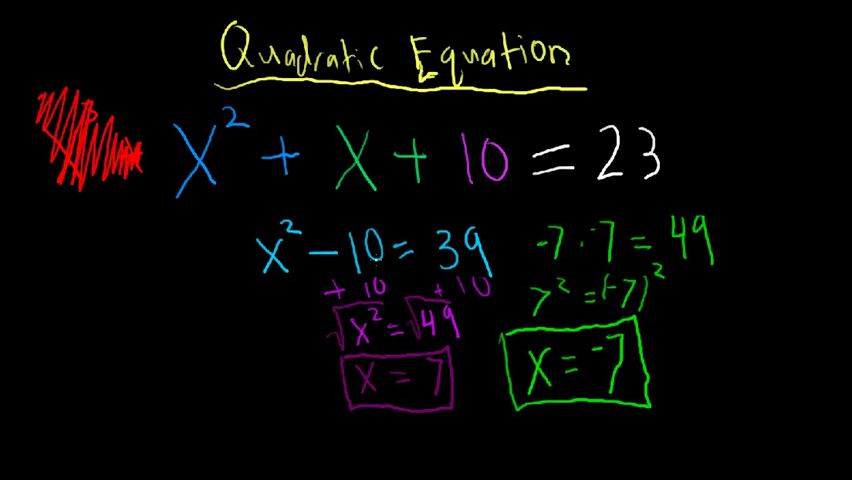 Quadratic Equation
x² + x + 10 = 23
x² - 10 = 39
+ 10 + 10
√x² = √49
x = 7
-7 · -7 = 49
7² = (-7)²
x = -7